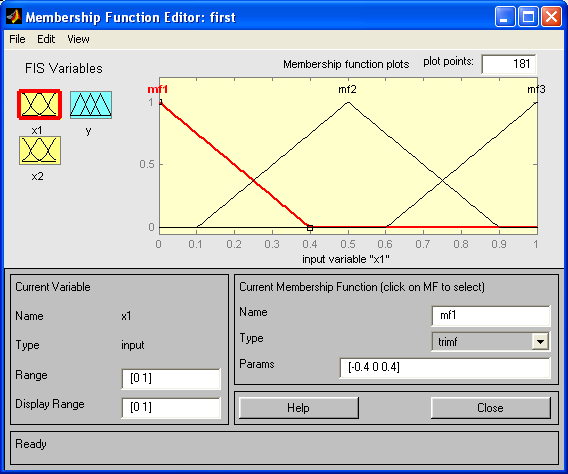 Membership Function Editor: first
File Edit View
FIS Variables
Membership function plots plot points: 181
mf1 mf2 mf3
1
0.5
0
x1 y
x2
0 0.1 0.2 0.3 0.4 0.5 0.6 0.7 0.8 0.9 1
input variable "x1"
Current Variable
Name x1
Type input
Range [0 1]
Display Range [0 1]
Current Membership Function (click on MF to select)
Name mf1
Type trimf
Params [-0.4 0 0.4]
Help Close
Ready